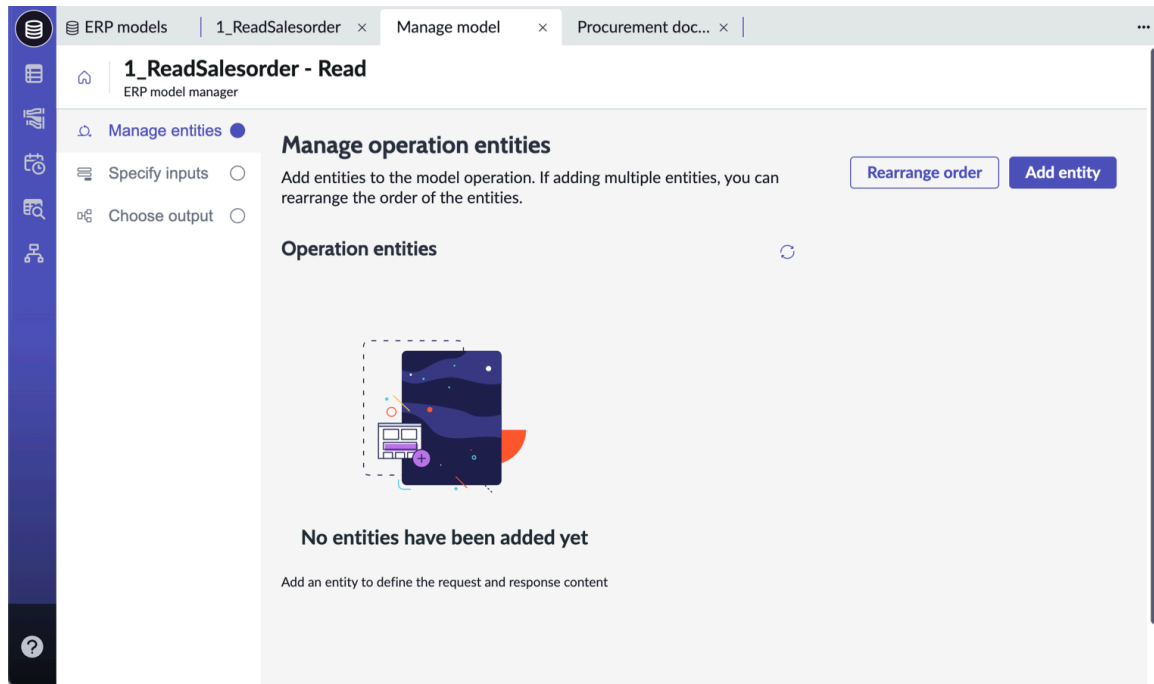 ERP models
1_ReadSalesorder
Manage model
Procurement doc...
1_ReadSalesorder - Read
ERP model manager
Manage entities
Specify inputs
Choose output
Manage operation entities
Add entities to the model operation. If adding multiple entities, you can
rearrange the order of the entities.
Rearrange order
Add entity
Operation entities
No entities have been added yet
Add an entity to define the request and response content